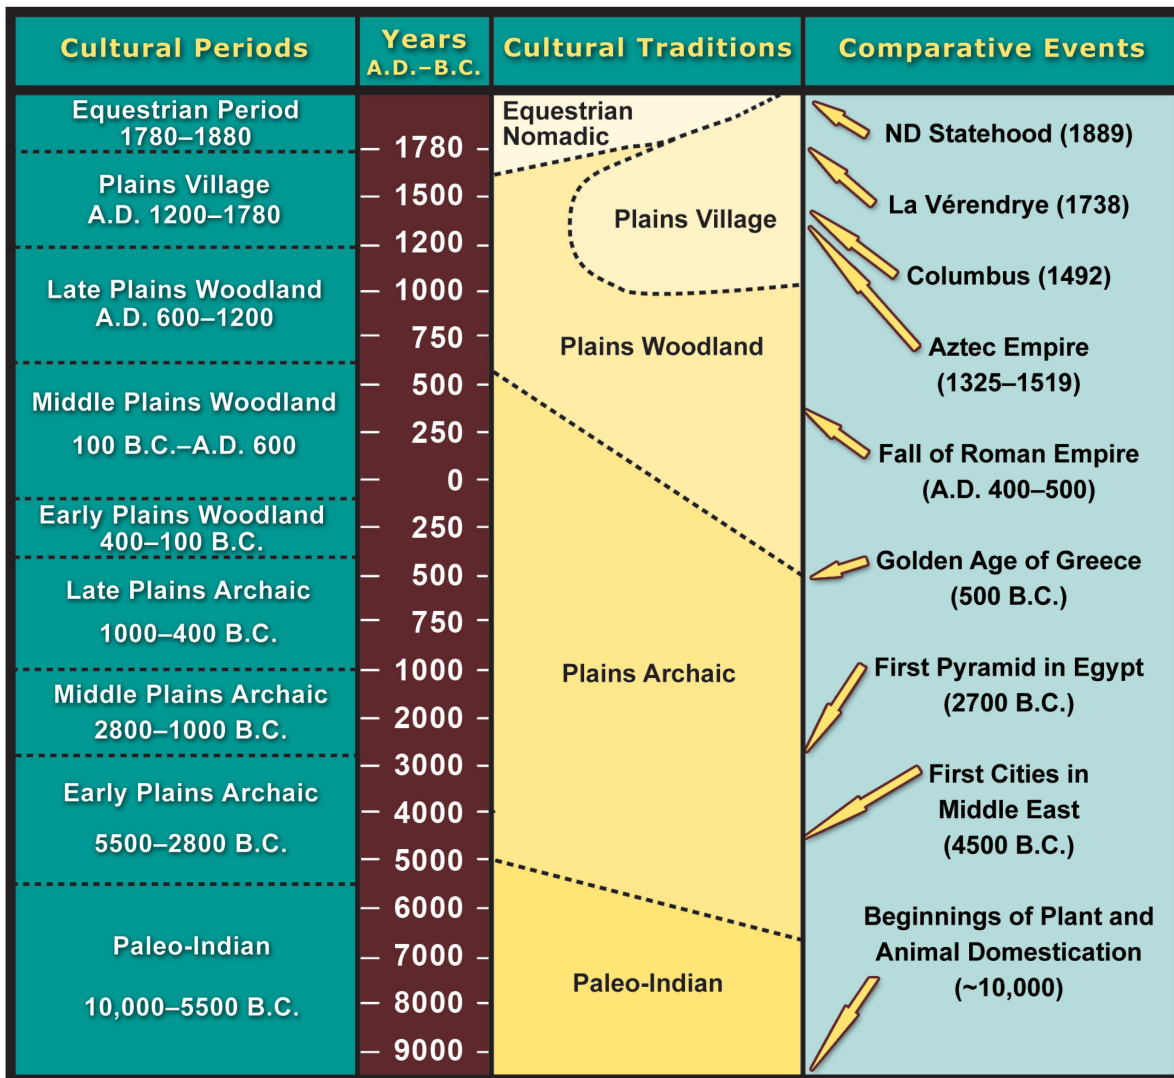 Cultural Periods
Years
A.D.–B.C.
Cultural Traditions
Comparative Events
Equestrian Period
1780–1880
Plains Village
A.D. 1200–1780
Late Plains Woodland
A.D. 600–1200
Middle Plains Woodland
100 B.C.–A.D. 600
Early Plains Woodland
400–100 B.C.
Late Plains Archaic
1000–400 B.C.
Middle Plains Archaic
2800–1000 B.C.
Early Plains Archaic
5500–2800 B.C.
Paleo-Indian
10,000–5500 B.C.
1780
1500
1200
1000
750
500
250
0
250
500
750
1000
2000
3000
4000
5000
6000
7000
8000
9000
Equestrian
Nomadic
Plains Village
Plains Woodland
Plains Archaic
Paleo-Indian
ND Statehood (1889)
La Vérendrye (1738)
Columbus (1492)
Aztec Empire
(1325–1519)
Fall of Roman Empire
(A.D. 400–500)
Golden Age of Greece
(500 B.C.)
First Pyramid in Egypt
(2700 B.C.)
First Cities in
Middle East
(4500 B.C.)
Beginnings of Plant and
Animal Domestication
(~10,000)